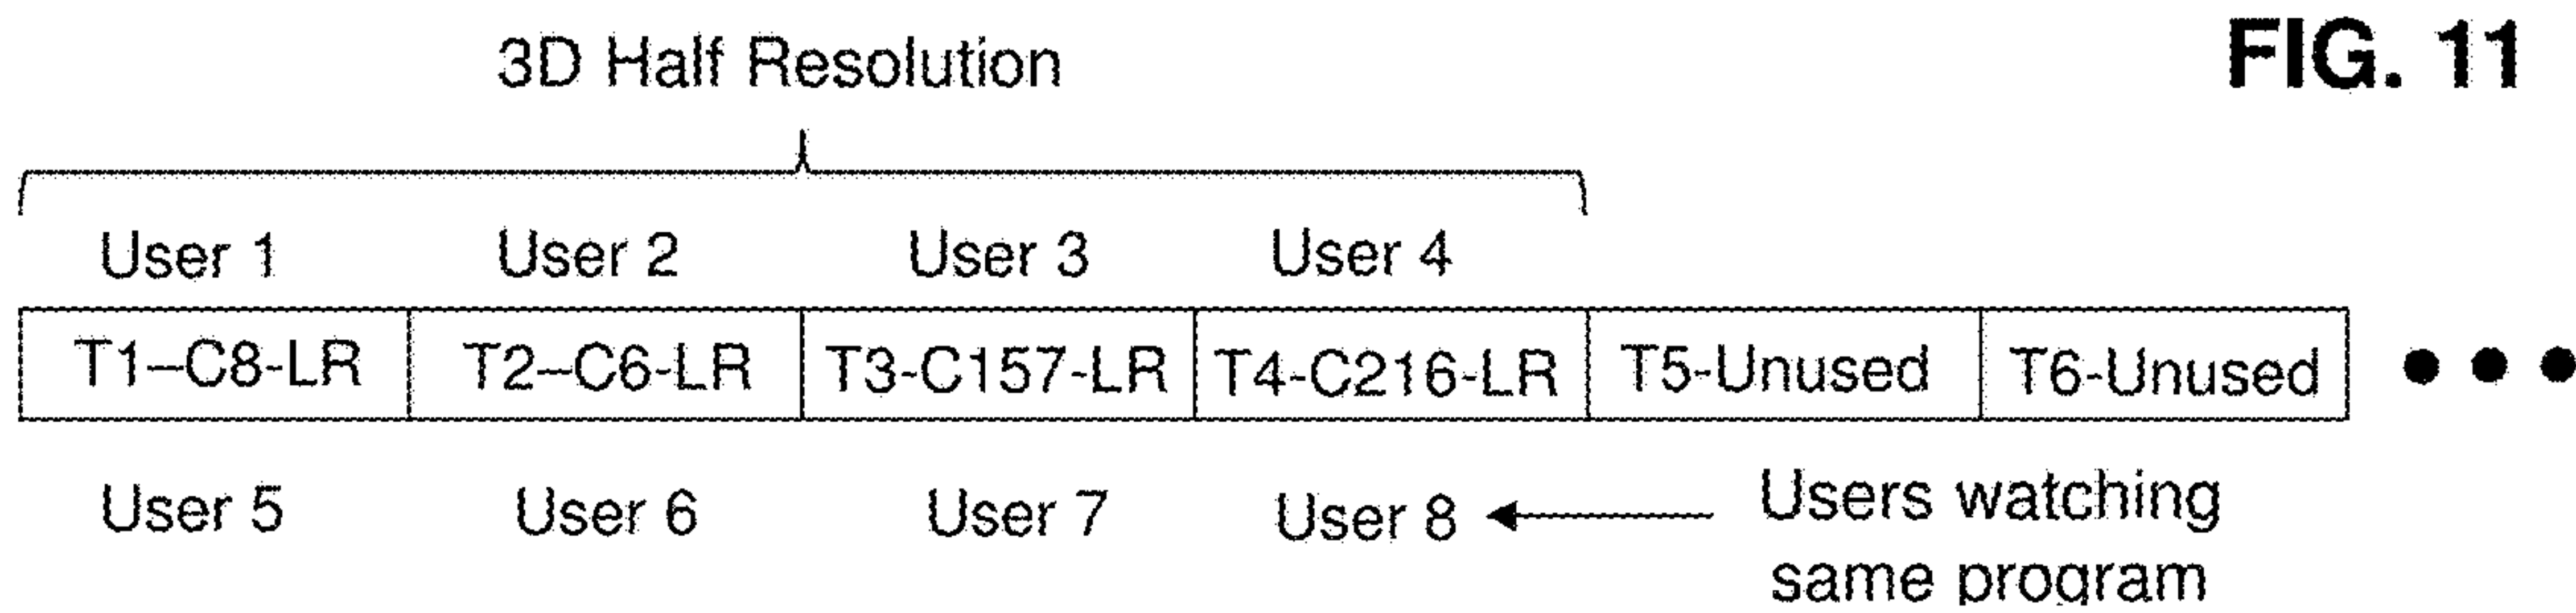 FIG. 11
3D Half Resolution
User 1 User 2 User 3 User 4
T1–C8-LR T2–C6-LR T3-C157-LR T4-C216-LR T5-Unused T6-Unused
User 5 User 6 User 7 User 8 Users watching
same program